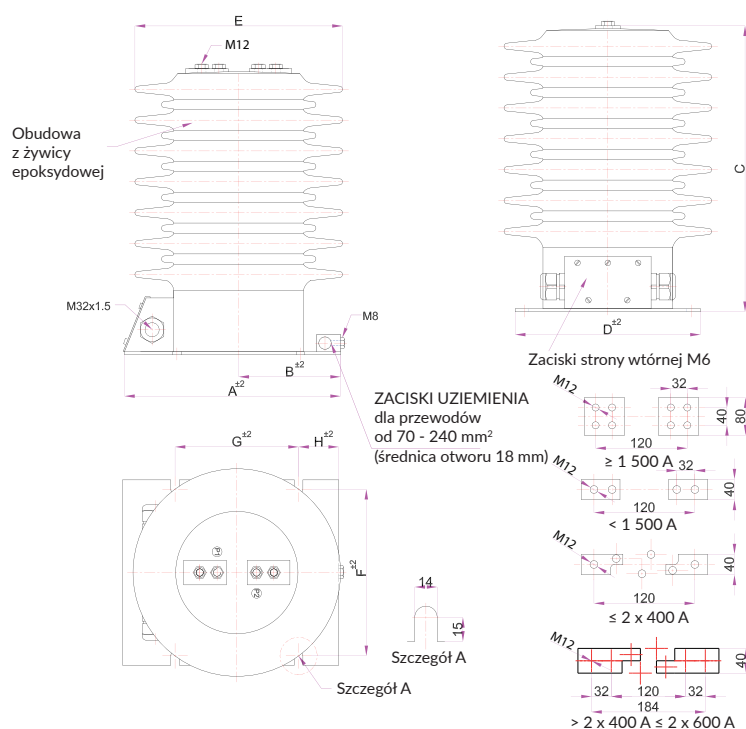 E
M12
Obudowa
z żywicy
epoksydowej
M32x1.5
M8
B±2
A±2
C
D±2
Zaciski strony wtórnej M6
ZACISKI UZIEMIENIA
dla przewodów
od 70 - 240 mm²
(średnica otworu 18 mm)
G±2
H±2
F±2
P1
P2
14
15
Szczegół A
Szczegół A
M12
32
40
80
120
≥ 1 500 A
M12
32
40
120
< 1 500 A
M12
40
120
≤ 2 x 400 A
M12
40
32
120
32
184
> 2 x 400 A ≤ 2 x 600 A